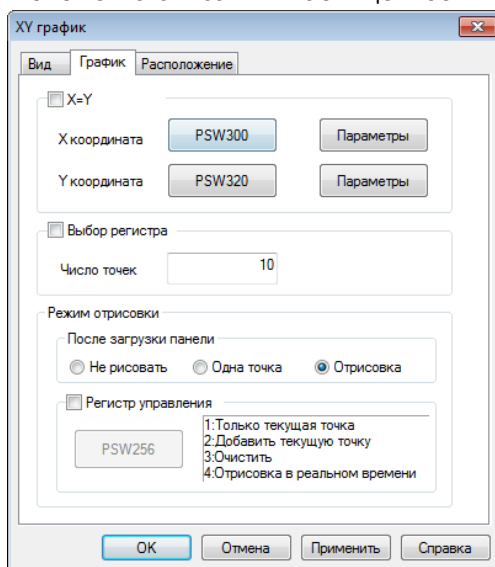 XY график
Вид График Расположение
X=Y
X координата PSW300 Параметры
Y координата PSW320 Параметры
Выбор регистра
Число точек 10
Режим отрисовки
После загрузки панели
Не рисовать Одна точка Отрисовка
Регистр управления
PSW256
1:Только текущая точка
2:Добавить текущую точку
3:Очистить
4:Отрисовка в реальном времени
OK Отмена Применить Справка